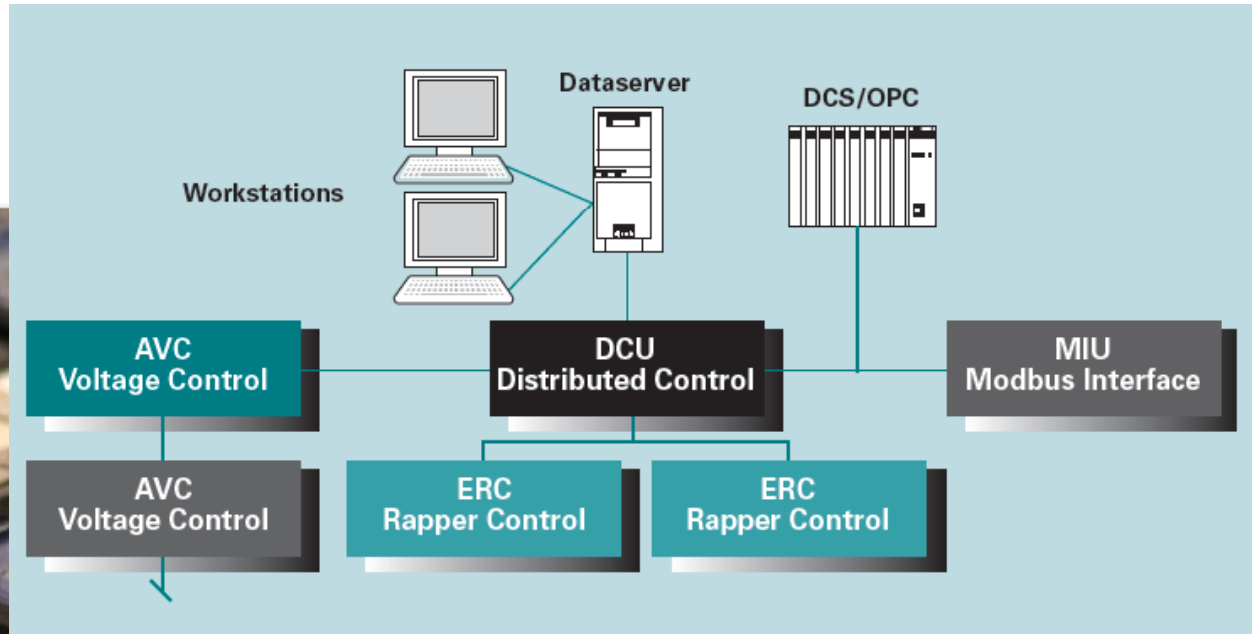 Dataserver
DCS/OPC
Workstations
AVC
Voltage Control
DCU
Distributed Control
MIU
Modbus Interface
AVC
Voltage Control
ERC
Rapper Control
ERC
Rapper Control